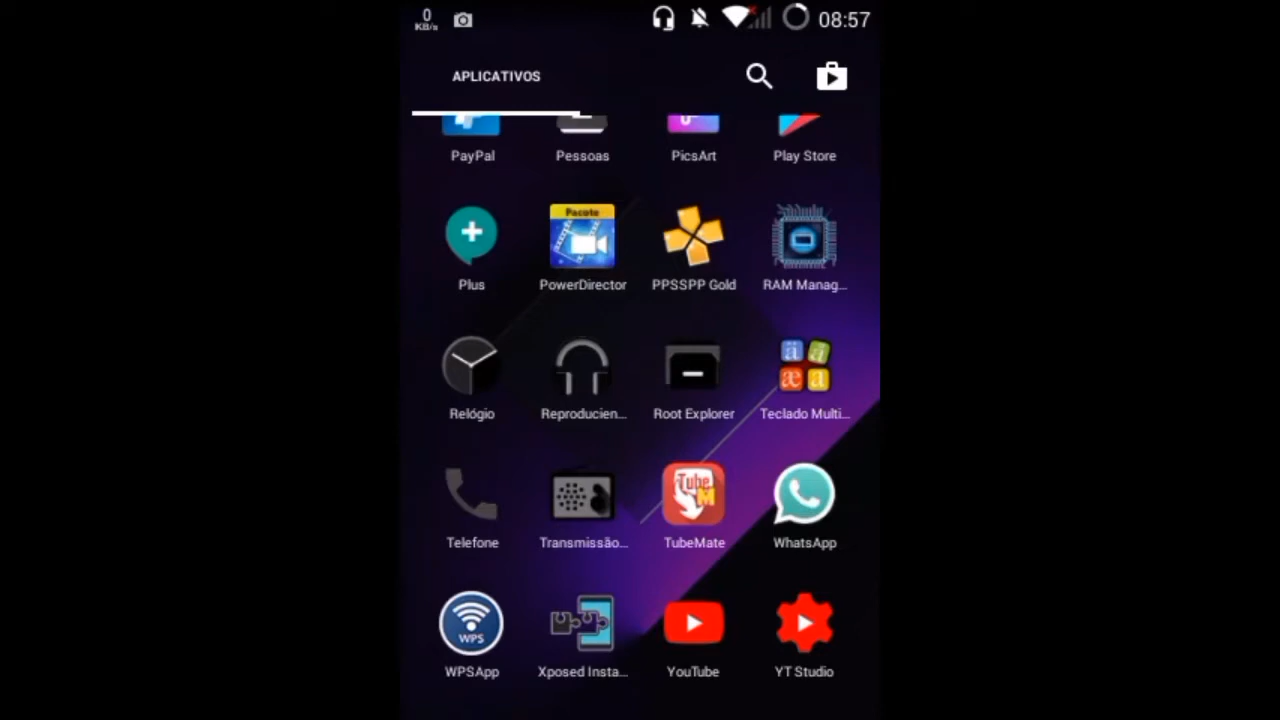 0
KB/s
08:57
APLICATIVOS
PayPal Pessoas PicsArt Play Store
Pacote
Plus PowerDirector PPSSPP Gold RAM Manag...
ä a
æ a
Relógio Reproducien... Root Explorer Teclado Multi...
Tube
M
Telefone Transmissão... TubeMate WhatsApp
WPS
WPSApp Xposed Insta... YouTube YT Studio